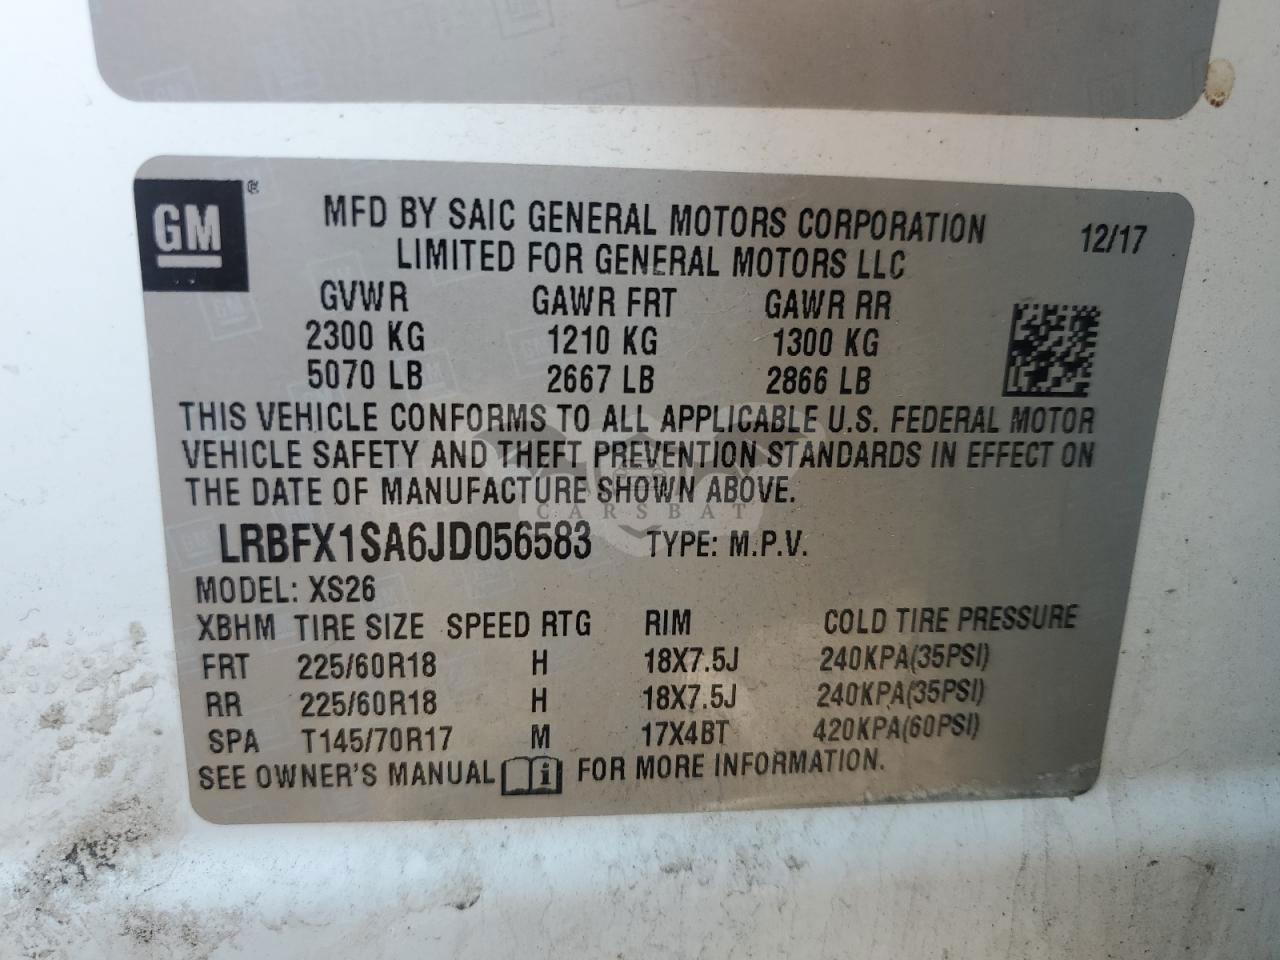 GM®
MFD BY SAIC GENERAL MOTORS CORPORATION
LIMITED FOR GENERAL MOTORS LLC
12/17
GVWR GAWR FRT GAWR RR
2300 KG 1210 KG 1300 KG
5070 LB 2667 LB 2866 LB
THIS VEHICLE CONFORMS TO ALL APPLICABLE U.S. FEDERAL MOTOR
VEHICLE SAFETY AND THEFT PREVENTION STANDARDS IN EFFECT ON
THE DATE OF MANUFACTURE SHOWN ABOVE.
CARSBAT
LRBFX1SA6JD056583 TYPE: M.P.V.
MODEL: XS26
XBHM TIRE SIZE SPEED RTG RIM COLD TIRE PRESSURE
FRT 225/60R18 H 18X7.5J 240KPA(35PSI)
RR 225/60R18 H 18X7.5J 240KPA(35PSI)
SPA T145/70R17 M 17X4BT 420KPA(60PSI)
SEE OWNER'S MANUAL i FOR MORE INFORMATION.